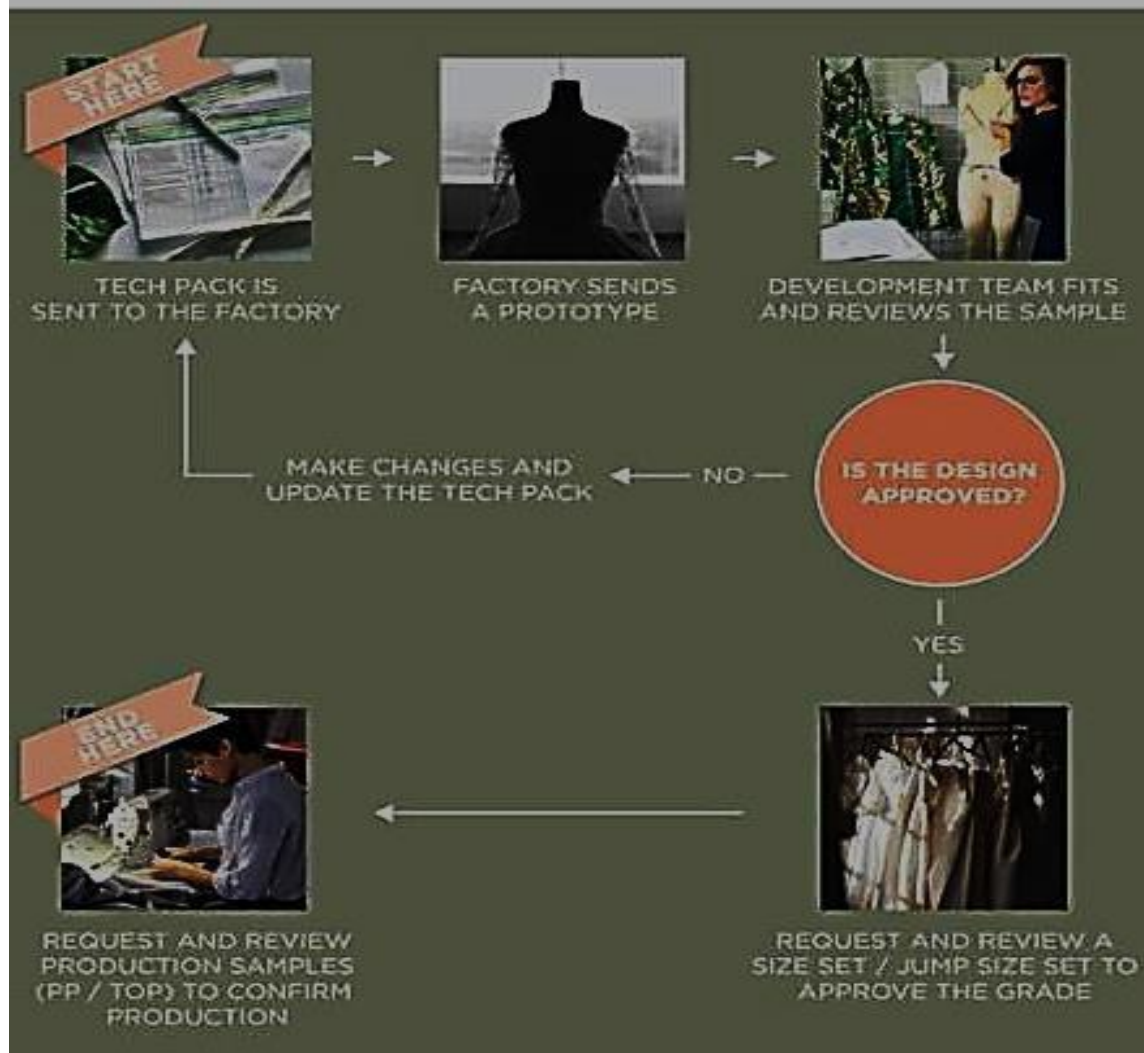 START
HERE
TECH PACK IS
SENT TO THE FACTORY
FACTORY SENDS
A PROTOTYPE
DEVELOPMENT TEAM FITS
AND REVIEWS THE SAMPLE
IS THE DESIGN
APPROVED?
NO
MAKE CHANGES AND
UPDATE THE TECH PACK
YES
REQUEST AND REVIEW A
SIZE SET / JUMP SIZE SET TO
APPROVE THE GRADE
END
HERE
REQUEST AND REVIEW
PRODUCTION SAMPLES
(PP / TOP) TO CONFIRM
PRODUCTION